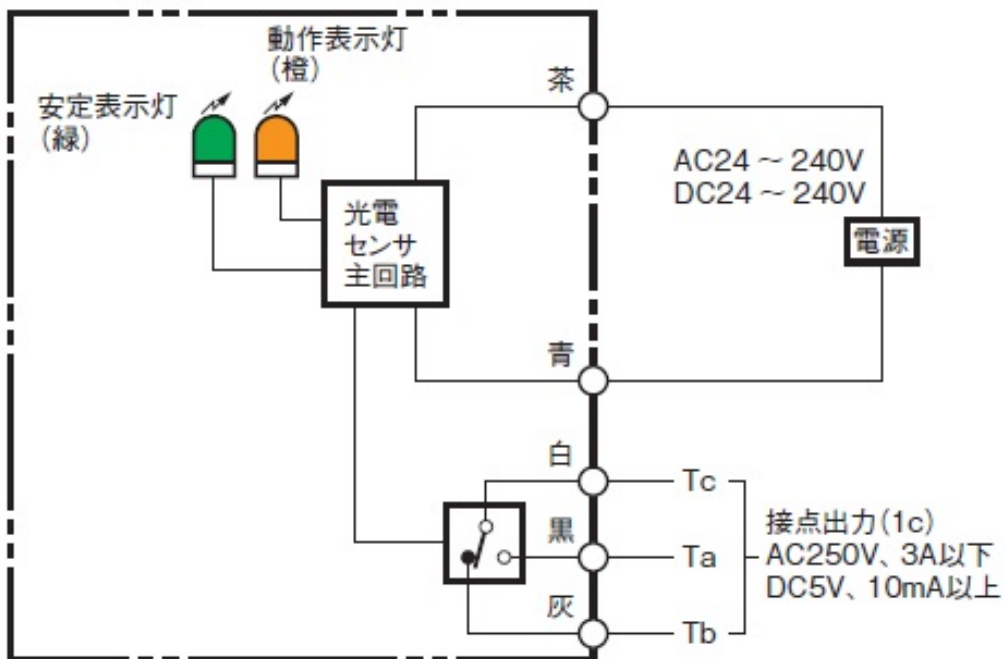 動作表示灯
(橙)
安定表示灯
(緑)
茶
AC24 ～ 240V
DC24 ～ 240V
電源
光電
センサ
主回路
青
白
Tc
黒
Ta
接点出力(1c)
AC250V、3A以下
DC5V、10mA以上
灰
Tb